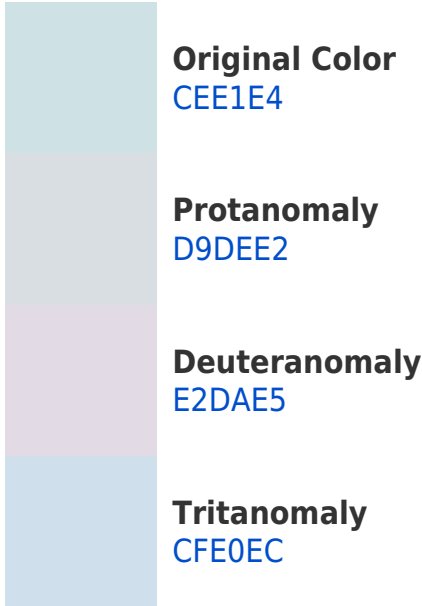 Original Color
CEE1E4
Protanomaly
D9DEE2
Deuteranomaly
E2DAE5
Tritanomaly
CFE0EC